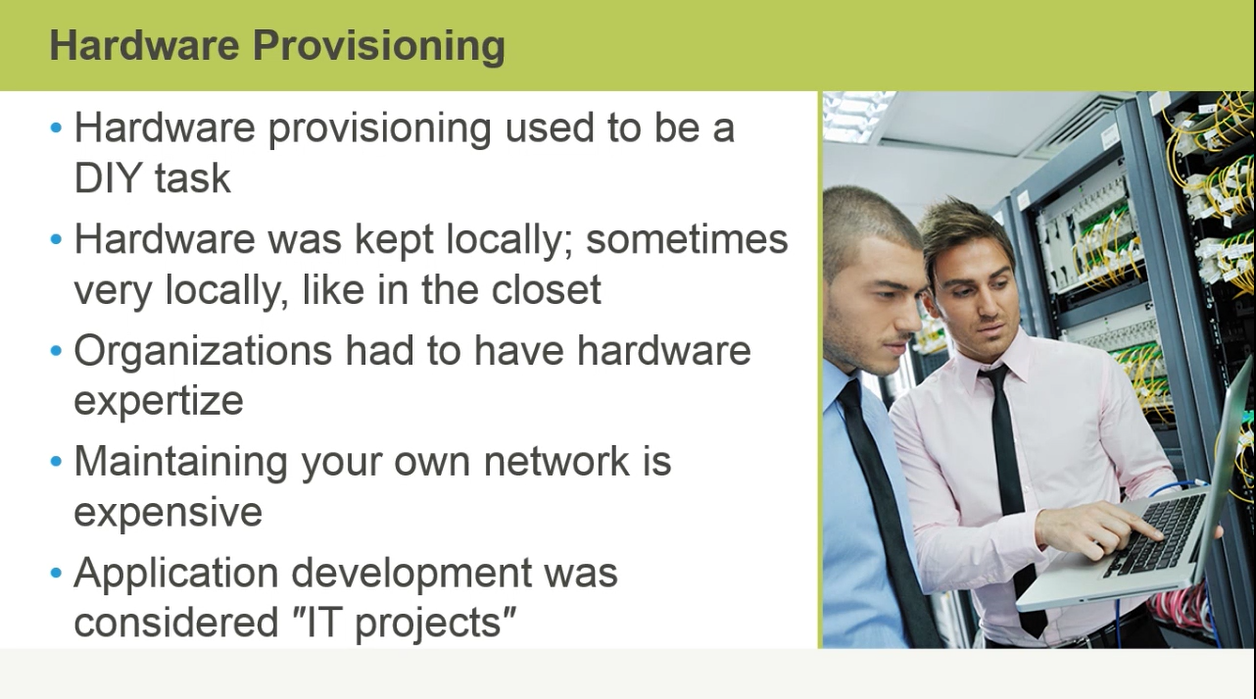 Hardware Provisioning
• Hardware provisioning used to be a
DIY task
• Hardware was kept locally; sometimes
very locally, like in the closet
• Organizations had to have hardware
expertize
• Maintaining your own network is
expensive
• Application development was
considered "IT projects"